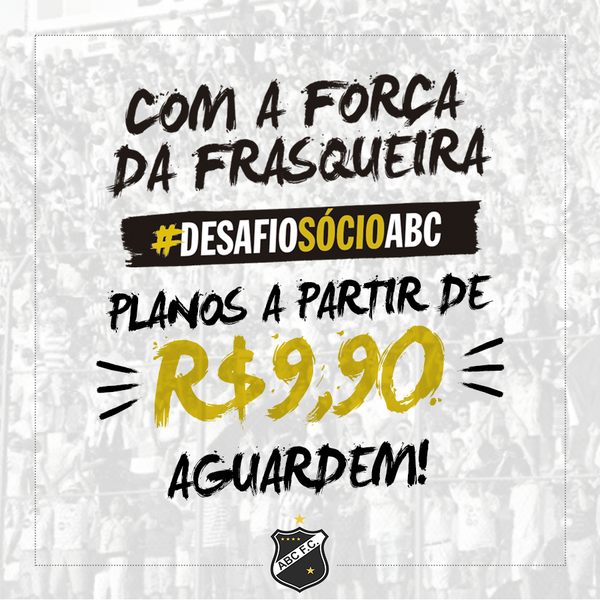 COM A FORÇA
DA FRASQUEIRA
#DESAFIOSÓCIOABC
PLANOS A PARTIR DE
R$9,90
AGUARDEM!
ABC F.C.